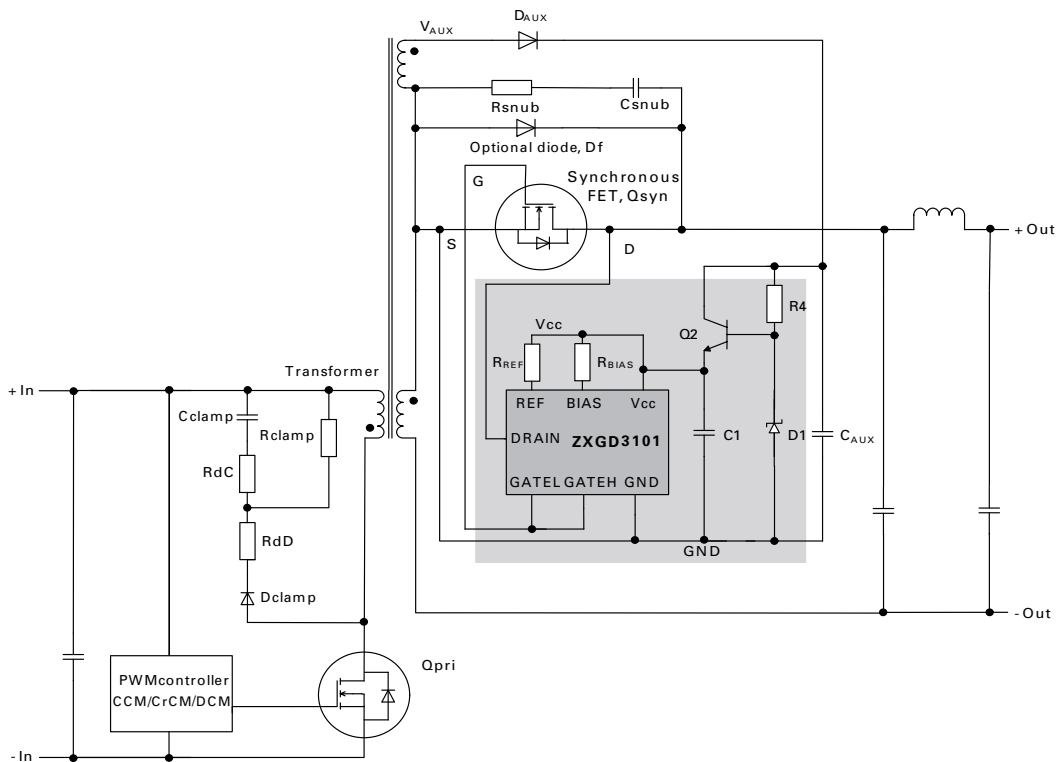 DAUX
VAUX
Rsnub
Csnub
Optional diode, Df
G
Synchronous
FET, Qsyn
S
D
+Out
R4
Q2
Vcc
RREF
RBIAS
Transformer
+In
REF
BIAS
Vcc
Cclamp
Rclamp
DRAIN
ZXGD3101
C1
D1
CAUX
RdC
GATEL
GATEH
GND
RdD
GND
Dclamp
-Out
Qpri
PWMcontroller
CCM/CrCM/DCM
-In